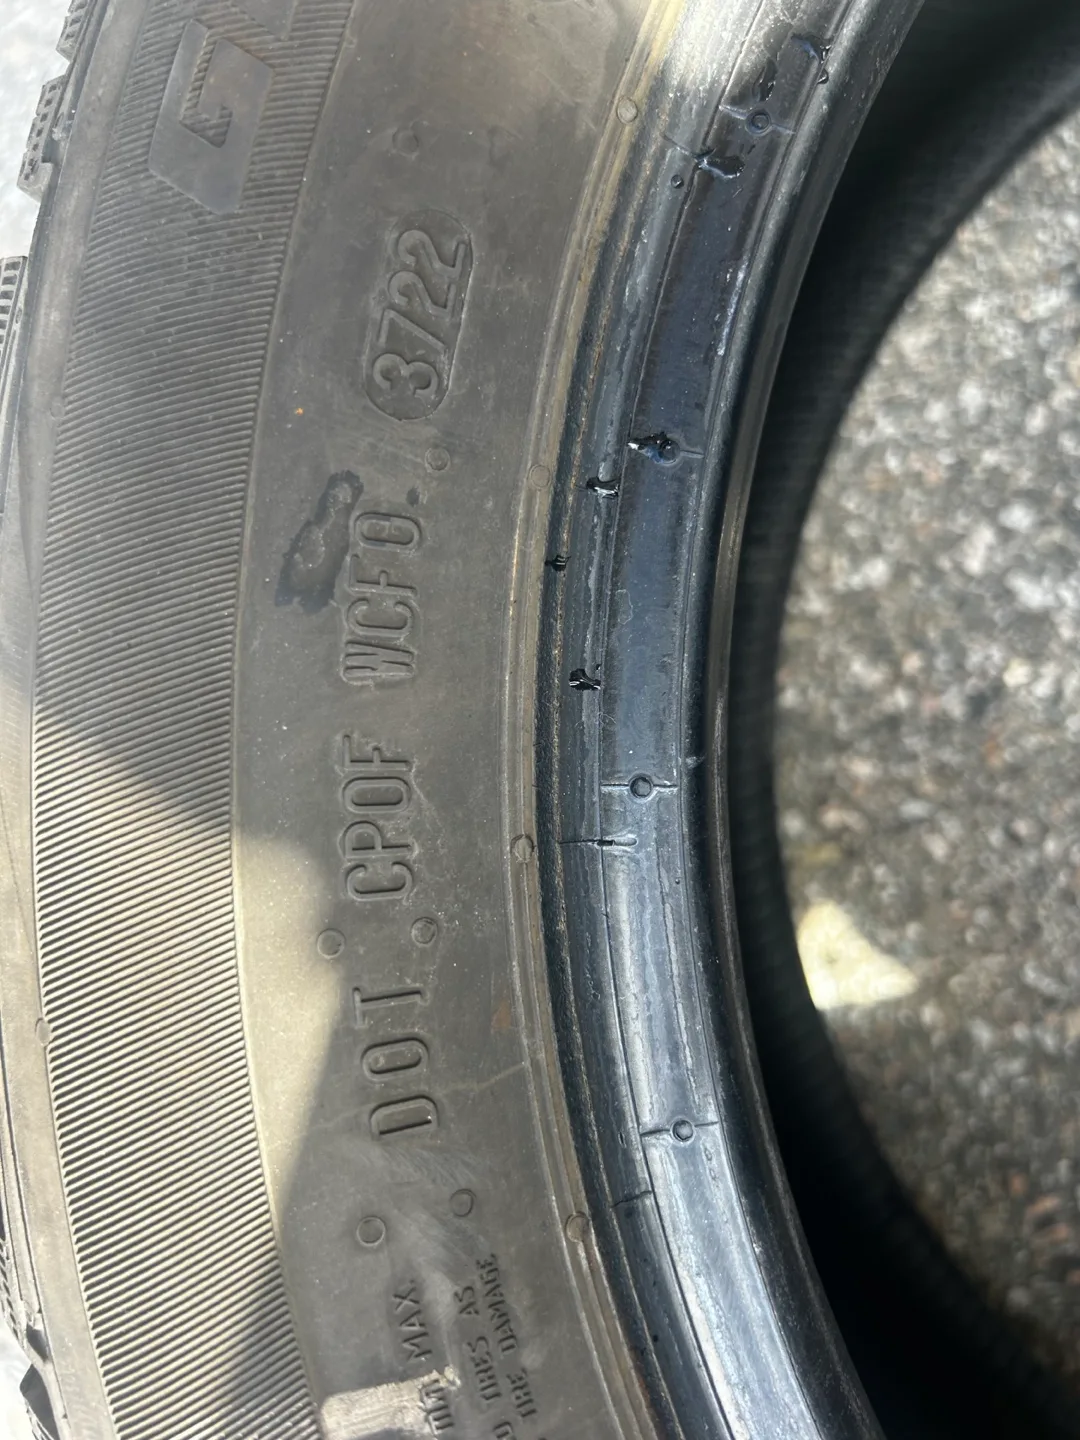 DOT CPOF WCFO 3722
MAX.
TIRES AS
TIRE DAMAGE